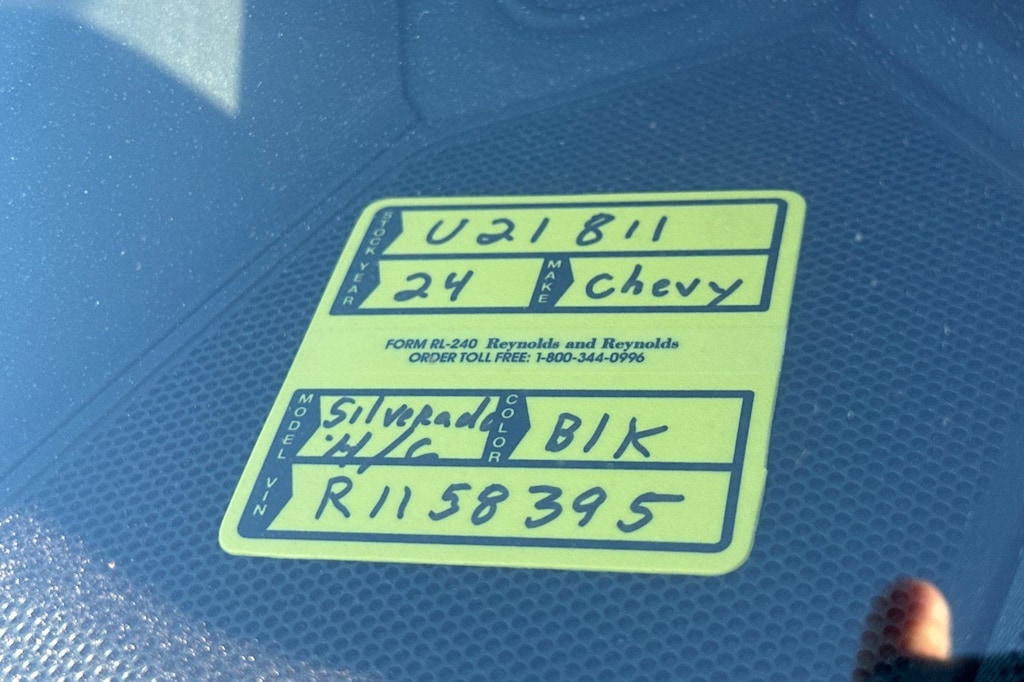 STOCK U21811
YEAR 24 MAKE Chevy
FORM RL-240 Reynolds and Reynolds
ORDER TOLL FREE: 1-800-344-0996
MODEL Silverado COLOR Blk
H/C
VIN R1158395